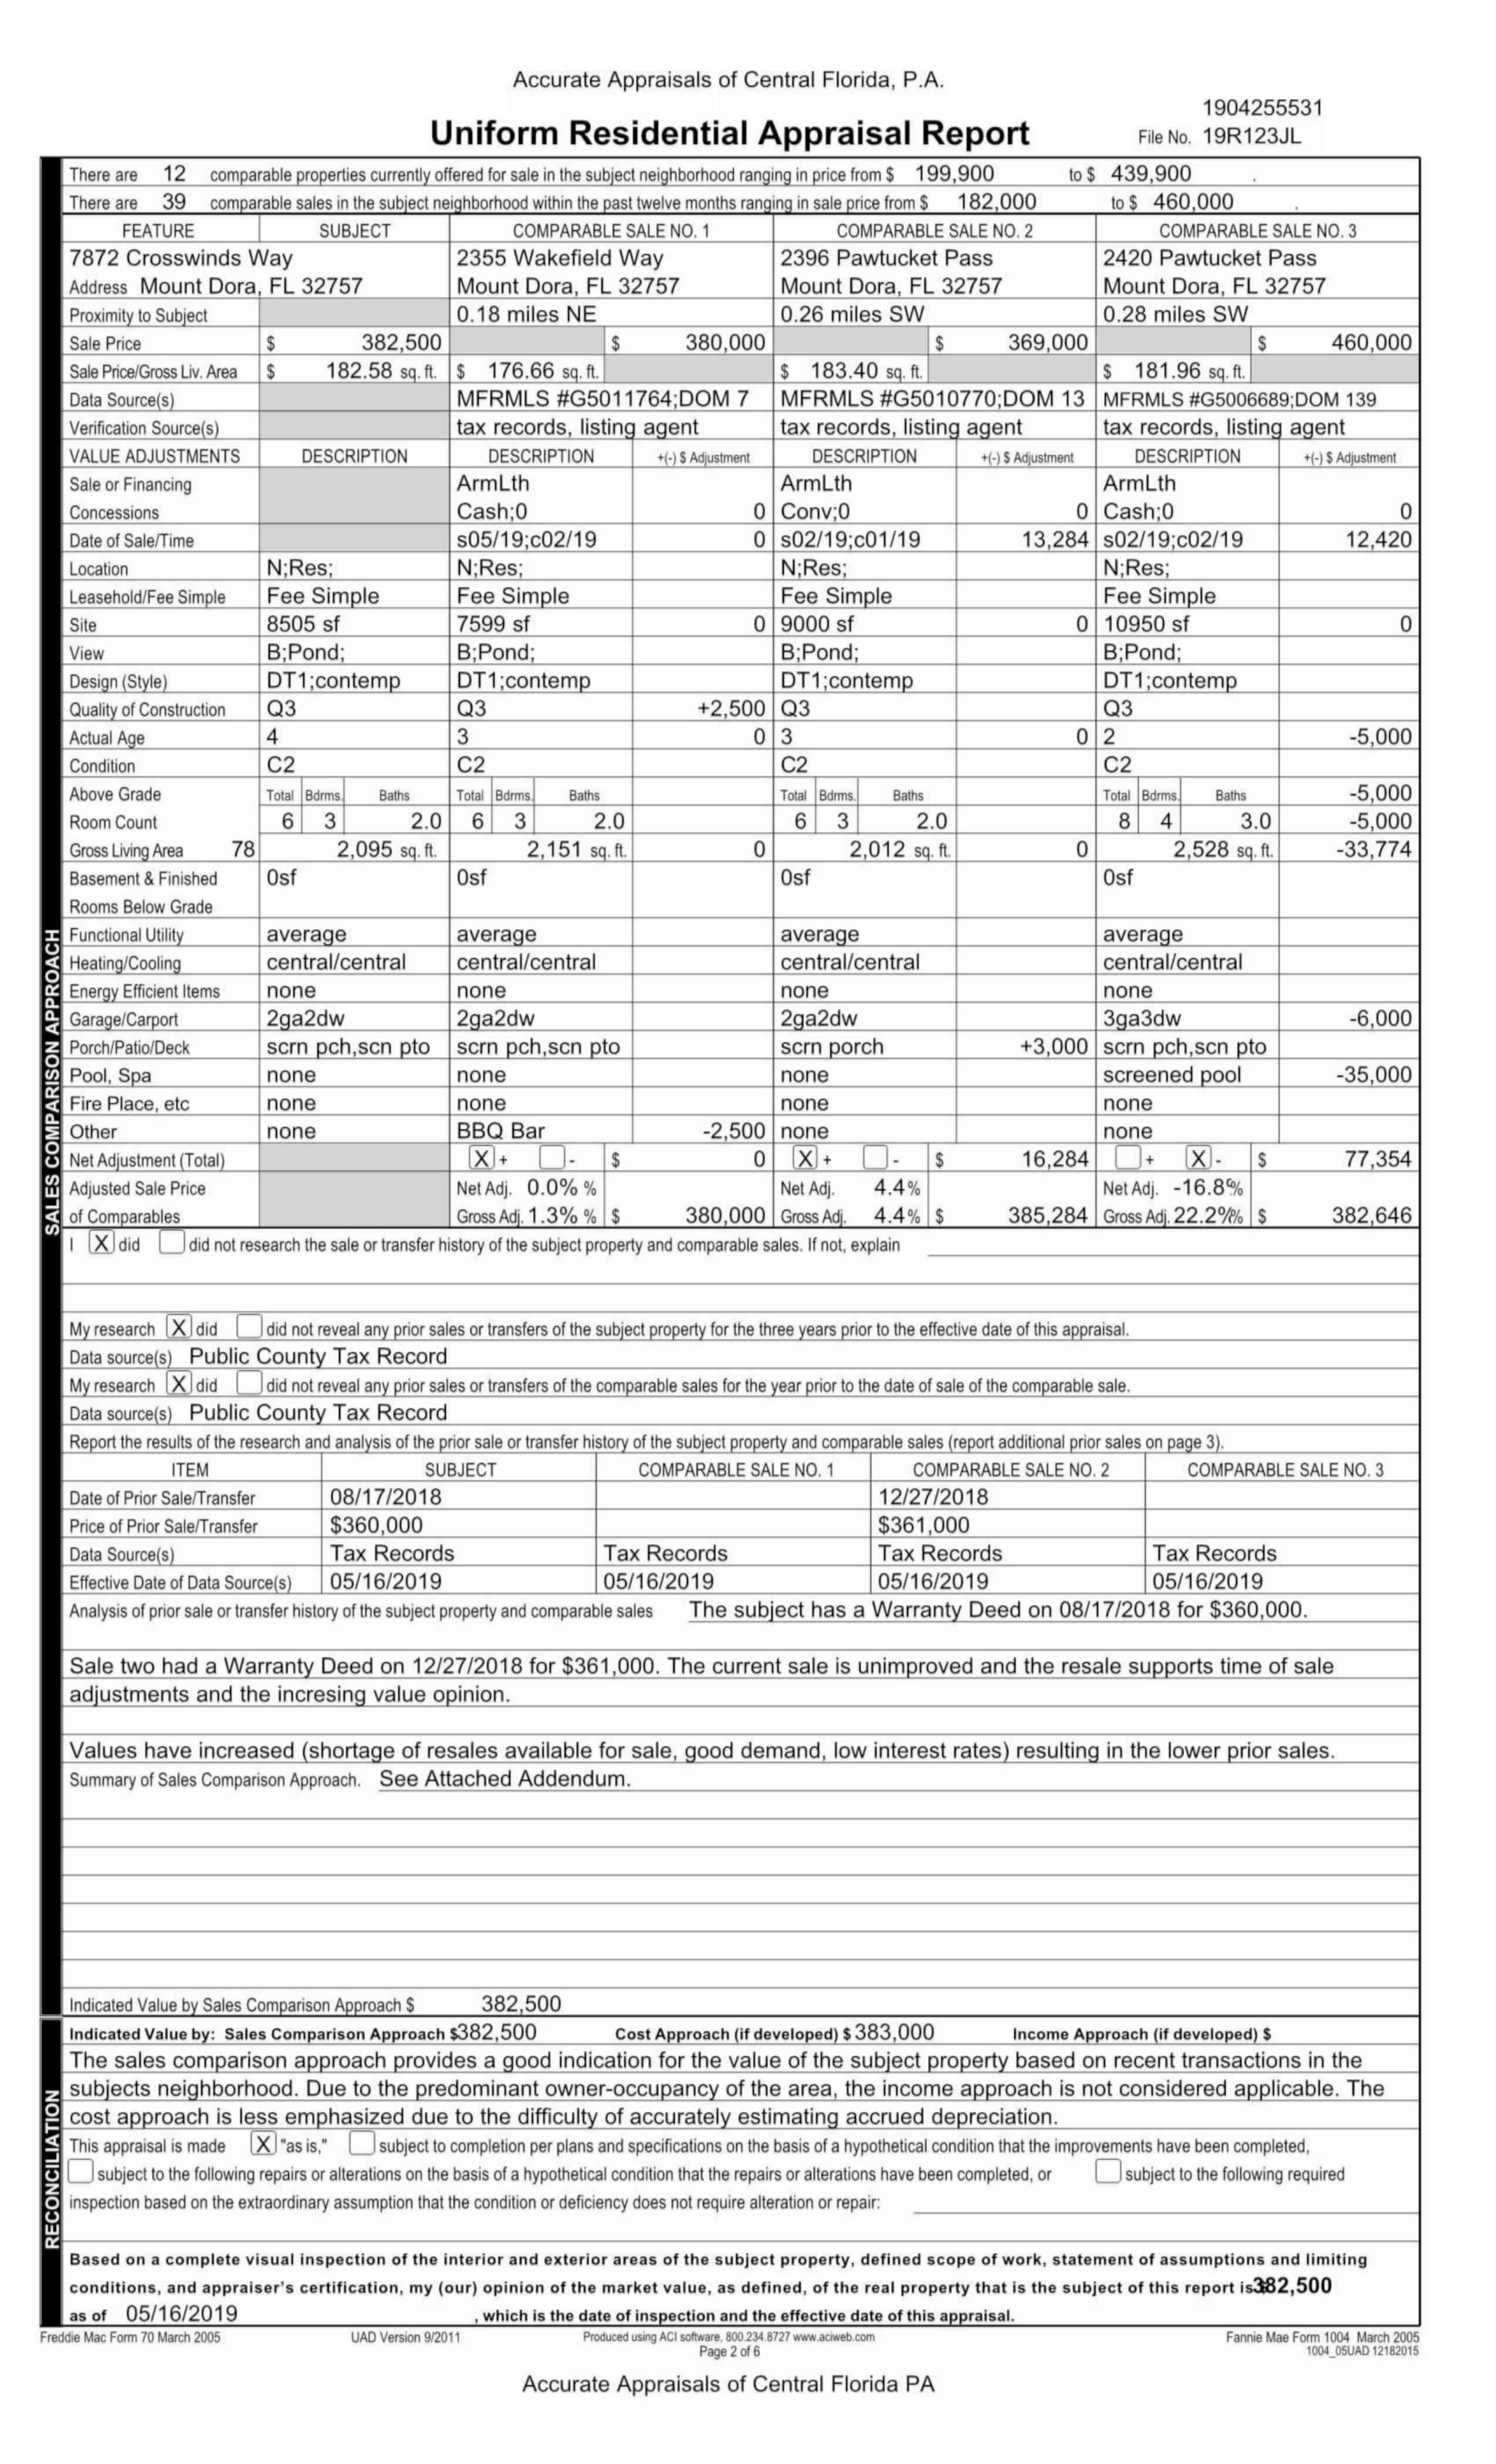 Accurate Appraisals of Central Florida, P.A.
1904255531
Uniform Residential Appraisal Report File No. 19R123JL
There are 12 comparable properties currently offered for sale in the subject neighborhood ranging in price from $ 199,900 to $ 439,900 .
There are 39 comparable sales in the subject neighborhood within the past twelve months ranging in sale price from $ 182,000 to $ 460,000 .
FEATURE SUBJECT COMPARABLE SALE NO. 1 COMPARABLE SALE NO. 2 COMPARABLE SALE NO. 3
7872 Crosswinds Way 2355 Wakefield Way 2396 Pawtucket Pass 2420 Pawtucket Pass
Address Mount Dora, FL 32757 Mount Dora, FL 32757 Mount Dora, FL 32757 Mount Dora, FL 32757
Proximity to Subject 0.18 miles NE 0.26 miles SW 0.28 miles SW
Sale Price $ 382,500 $ 380,000 $ 369,000 $ 460,000
Sale Price/Gross Liv. Area $ 182.58 sq. ft. $ 176.66 sq. ft. $ 183.40 sq. ft. $ 181.96 sq. ft.
Data Source(s) MFRMLS #G5011764;DOM 7 MFRMLS #G5010770;DOM 13 MFRMLS #G5006689;DOM 139
Verification Source(s) tax records, listing agent tax records, listing agent tax records, listing agent
VALUE ADJUSTMENTS DESCRIPTION DESCRIPTION +(-) $ Adjustment DESCRIPTION +(-) $ Adjustment DESCRIPTION +(-) $ Adjustment
Sale or Financing ArmLth ArmLth ArmLth
Concessions Cash;0 0 Conv;0 0 Cash;0 0
Date of Sale/Time s05/19;c02/19 0 s02/19;c01/19 13,284 s02/19;c02/19 12,420
Location N;Res; N;Res; N;Res; N;Res;
Leasehold/Fee Simple Fee Simple Fee Simple Fee Simple Fee Simple
Site 8505 sf 7599 sf 0 9000 sf 0 10950 sf 0
View B;Pond; B;Pond; B;Pond; B;Pond;
Design (Style) DT1;contemp DT1;contemp DT1;contemp DT1;contemp
Quality of Construction Q3 Q3 +2,500 Q3 Q3
Actual Age 4 3 0 3 0 2 -5,000
Condition C2 C2 C2 C2
Above Grade Total Bdrms. Baths Total Bdrms. Baths Total Bdrms. Baths Total Bdrms. Baths -5,000
Room Count 6 3 2.0 6 3 2.0 6 3 2.0 8 4 3.0 -5,000
Gross Living Area 78 2,095 sq. ft. 2,151 sq. ft. 0 2,012 sq. ft. 0 2,528 sq. ft. -33,774
Basement & Finished 0sf 0sf 0sf 0sf
Rooms Below Grade
Functional Utility average average average average
Heating/Cooling central/central central/central central/central central/central
Energy Efficient Items none none none none
Garage/Carport 2ga2dw 2ga2dw 2ga2dw 3ga3dw -6,000
Porch/Patio/Deck scrn pch,scn pto scrn pch,scn pto scrn porch +3,000 scrn pch,scn pto
Pool, Spa none none none screened pool -35,000
Fire Place, etc none none none none
Other none BBQ Bar -2,500 none none
Net Adjustment (Total) X + - $ 0 X + - $ 16,284 + X - $ 77,354
Adjusted Sale Price Net Adj. 0.0% % Net Adj. 4.4% Net Adj. -16.8%%
of Comparables Gross Adj. 1.3% % $ 380,000 Gross Adj. 4.4% $ 385,284 Gross Adj. 22.2%% $ 382,646
SALES COMPARISON APPROACH
I X did did not research the sale or transfer history of the subject property and comparable sales. If not, explain
My research X did did not reveal any prior sales or transfers of the subject property for the three years prior to the effective date of this appraisal.
Data source(s) Public County Tax Record
My research X did did not reveal any prior sales or transfers of the comparable sales for the year prior to the date of sale of the comparable sale.
Data source(s) Public County Tax Record
Report the results of the research and analysis of the prior sale or transfer history of the subject property and comparable sales (report additional prior sales on page 3).
ITEM SUBJECT COMPARABLE SALE NO. 1 COMPARABLE SALE NO. 2 COMPARABLE SALE NO. 3
Date of Prior Sale/Transfer 08/17/2018 12/27/2018
Price of Prior Sale/Transfer $360,000 $361,000
Data Source(s) Tax Records Tax Records Tax Records Tax Records
Effective Date of Data Source(s) 05/16/2019 05/16/2019 05/16/2019 05/16/2019
Analysis of prior sale or transfer history of the subject property and comparable sales The subject has a Warranty Deed on 08/17/2018 for $360,000.
Sale two had a Warranty Deed on 12/27/2018 for $361,000. The current sale is unimproved and the resale supports time of sale
adjustments and the incresing value opinion.
Values have increased (shortage of resales available for sale, good demand, low interest rates) resulting in the lower prior sales.
Summary of Sales Comparison Approach. See Attached Addendum.
Indicated Value by Sales Comparison Approach $ 382,500
Indicated Value by: Sales Comparison Approach $382,500 Cost Approach (if developed) $ 383,000 Income Approach (if developed) $
The sales comparison approach provides a good indication for the value of the subject property based on recent transactions in the
subjects neighborhood. Due to the predominant owner-occupancy of the area, the income approach is not considered applicable. The
cost approach is less emphasized due to the difficulty of accurately estimating accrued depreciation.
This appraisal is made X "as is," subject to completion per plans and specifications on the basis of a hypothetical condition that the improvements have been completed,
subject to the following repairs or alterations on the basis of a hypothetical condition that the repairs or alterations have been completed, or subject to the following required
inspection based on the extraordinary assumption that the condition or deficiency does not require alteration or repair:
RECONCILIATION
Based on a complete visual inspection of the interior and exterior areas of the subject property, defined scope of work, statement of assumptions and limiting
conditions, and appraiser's certification, my (our) opinion of the market value, as defined, of the real property that is the subject of this report is $382,500
as of 05/16/2019 , which is the date of inspection and the effective date of this appraisal.
Freddie Mac Form 70 March 2005 UAD Version 9/2011 Produced using ACI software, 800.234.8727 www.aciweb.com Fannie Mae Form 1004 March 2005
Page 2 of 6 1004_05UAD 12182015
Accurate Appraisals of Central Florida PA